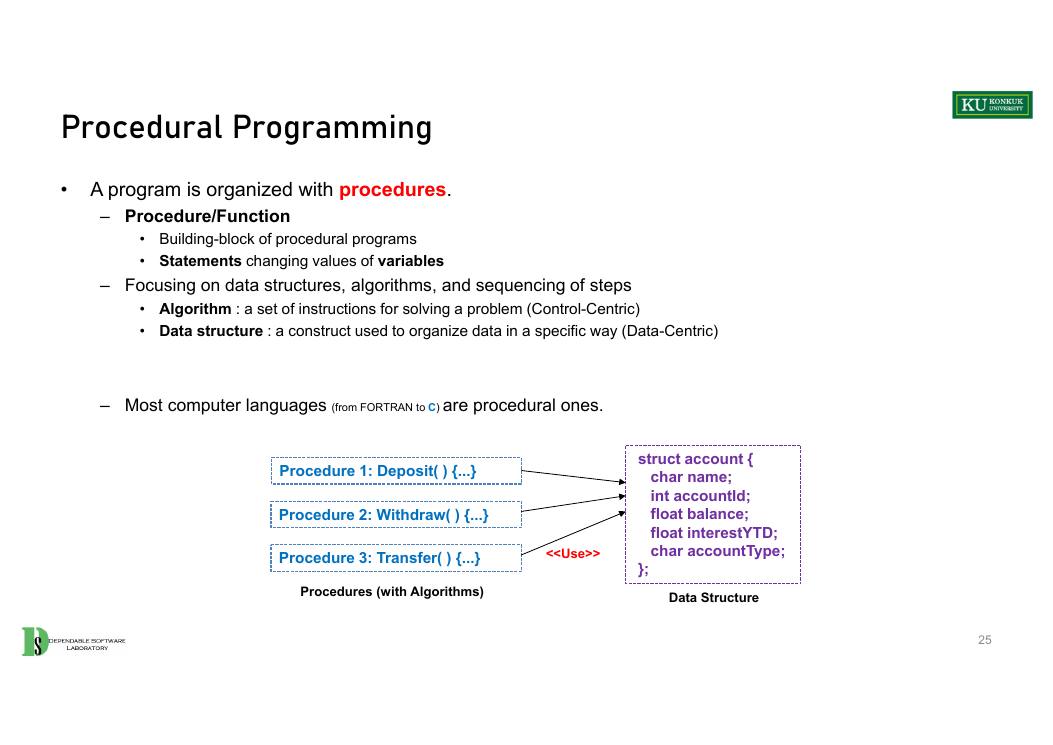 KU KONKUK
UNIVERSITY
Procedural Programming
• A program is organized with procedures.
– Procedure/Function
• Building-block of procedural programs
• Statements changing values of variables
– Focusing on data structures, algorithms, and sequencing of steps
• Algorithm : a set of instructions for solving a problem (Control-Centric)
• Data structure : a construct used to organize data in a specific way (Data-Centric)
– Most computer languages (from FORTRAN to C) are procedural ones.
Procedure 1: Deposit( ) {...}
Procedure 2: Withdraw( ) {...}
Procedure 3: Transfer( ) {...}
Procedures (with Algorithms)
<<Use>>
struct account {
char name;
int accountId;
float balance;
float interestYTD;
char accountType;
};
Data Structure
DS DEPENDABLE SOFTWARE
LABORATORY
25